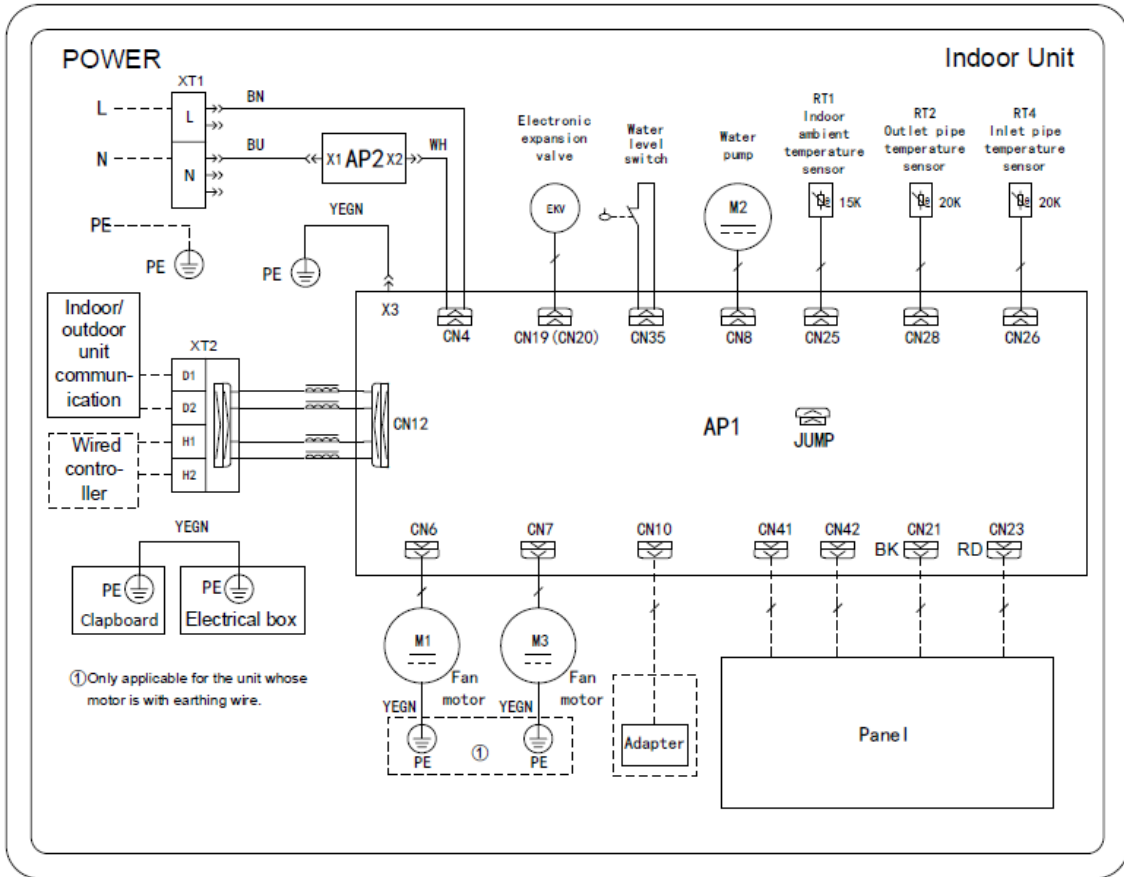 POWER
Indoor Unit
XT1
L
L
BN
N
N
BU
X1 AP2 X2
WH
PE
PE
YEGN
PE
X3
Electronic
expansion
valve
EKV
Water
level
switch
Water
pump
M2
RT1
Indoor
ambient
temperature
sensor
15K
RT2
Outlet pipe
temperature
sensor
20K
RT4
Inlet pipe
temperature
sensor
20K
CN4
CN19(CN20)
CN35
CN8
CN25
CN28
CN26
Indoor/
outdoor
unit
commun-
ication
XT2
D1
D2
H1
H2
Wired
contro-
ller
CN12
AP1
JUMP
YEGN
PE
Clapboard
PE
Electrical box
CN6
CN7
CN10
CN41
CN42
BK
CN21
RD
CN23
M1
Fan
motor
M3
Fan
motor
YEGN
YEGN
PE
①
PE
Adapter
Panel
①Only applicable for the unit whose
motor is with earthing wire.